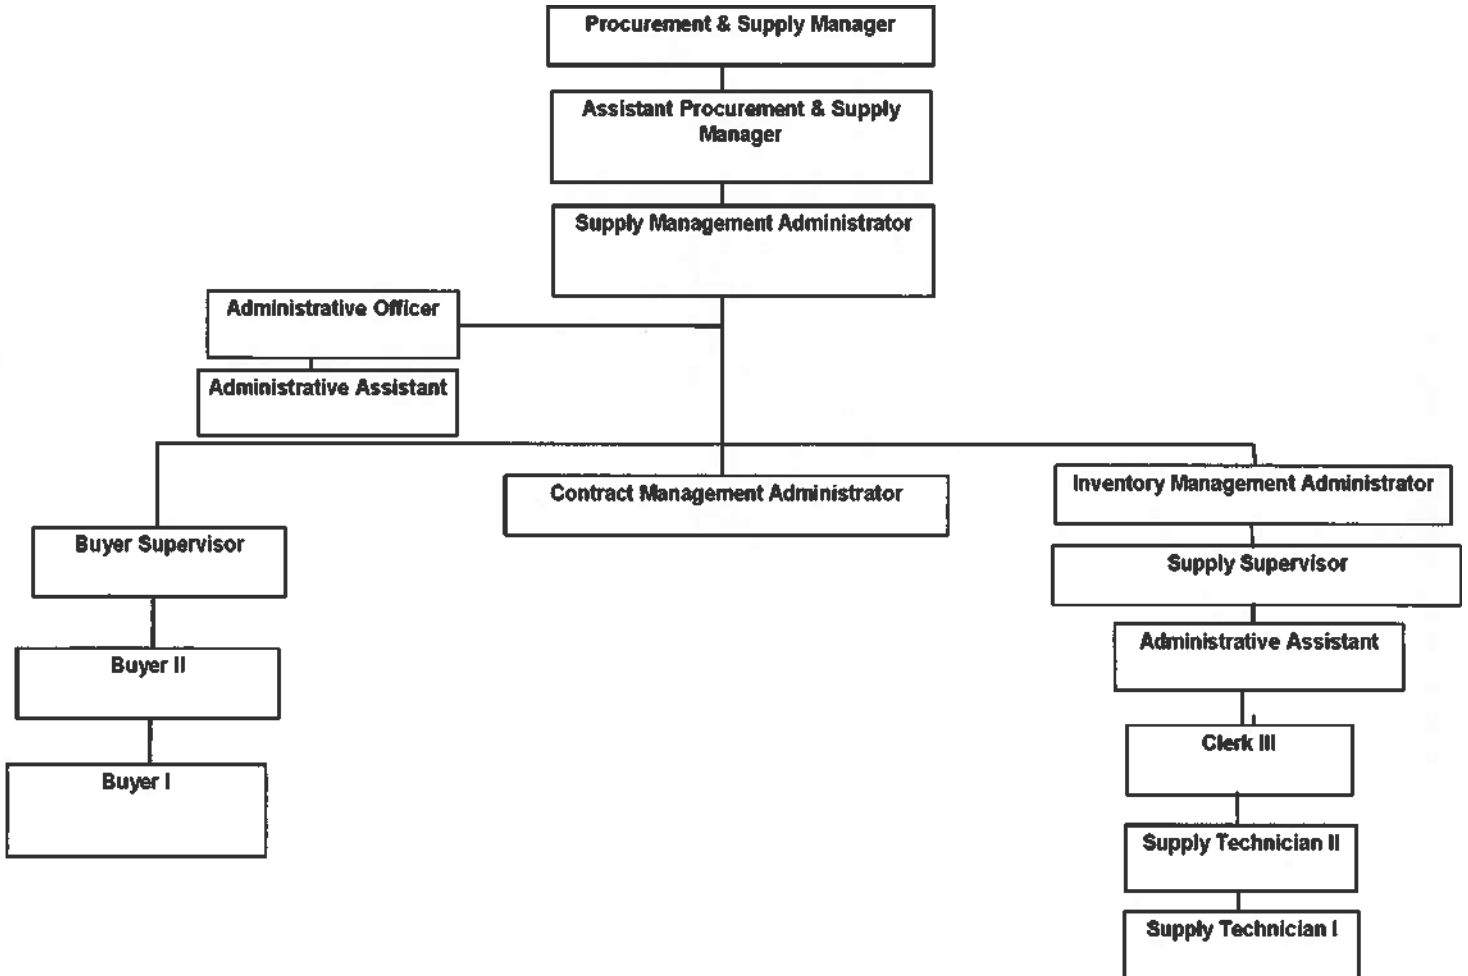 Procurement & Supply Manager
Assistant Procurement & Supply
Manager
Supply Management Administrator
Administrative Officer
Administrative Assistant
Contract Management Administrator
Inventory Management Administrator
Buyer Supervisor
Supply Supervisor
Administrative Assistant
Buyer II
Clerk III
Buyer I
Supply Technician II
Supply Technician I